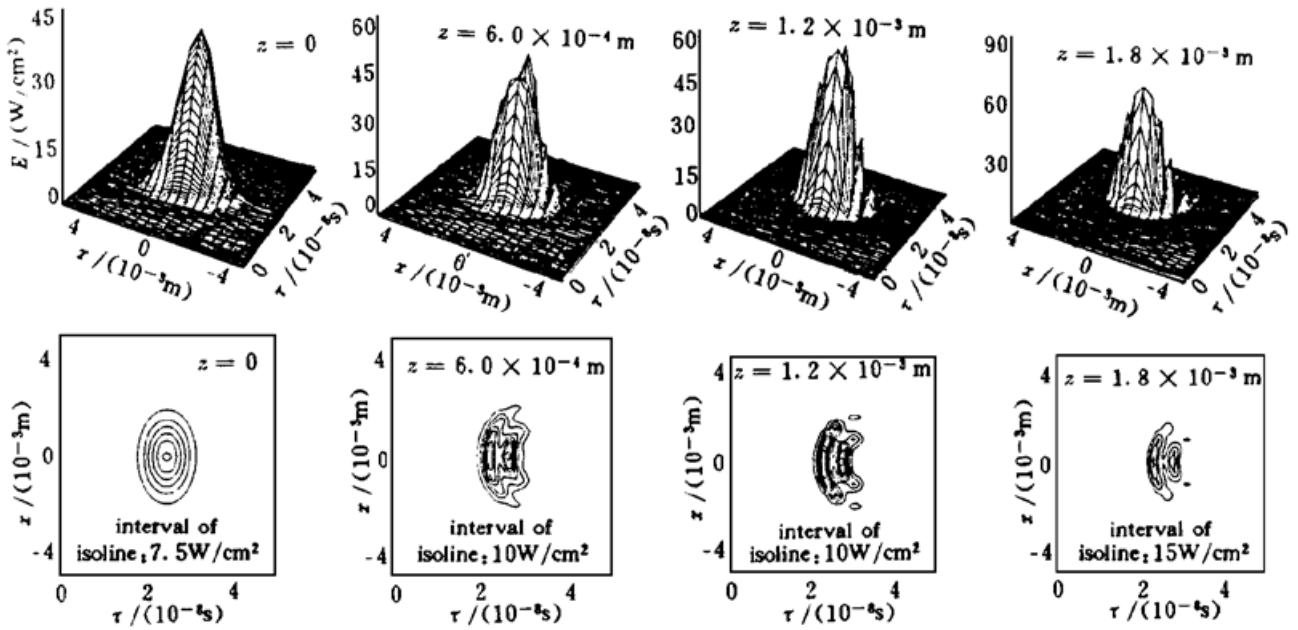 45
30
15
0
E / (W/cm²)
z = 0
4
0
-4
x / (10⁻³m)
0
2
4
τ / (10⁻⁸s)
60
45
30
15
0
z = 6.0 × 10⁻⁴ m
4
0
-4
x / (10⁻³m)
0
2
4
τ / (10⁻⁸s)
60
45
30
15
0
z = 1.2 × 10⁻³ m
4
0
-4
x / (10⁻³m)
0
2
4
τ / (10⁻⁸s)
90
60
30
0
z = 1.8 × 10⁻³ m
4
0
-4
x / (10⁻³m)
0
2
4
τ / (10⁻⁸s)
4
0
-4
x / (10⁻³m)
z = 0
interval of
isoline: 7.5W/cm²
0
2
4
τ / (10⁻⁸s)
4
0
-4
x / (10⁻³m)
z = 6.0 × 10⁻⁴ m
interval of
isoline: 10W/cm²
0
2
4
τ / (10⁻⁸s)
4
0
-4
x / (10⁻³m)
z = 1.2 × 10⁻³ m
interval of
isoline: 10W/cm²
0
2
4
τ / (10⁻⁸s)
4
0
-4
x / (10⁻³m)
z = 1.8 × 10⁻³ m
interval of
isoline: 15W/cm²
0
2
4
τ / (10⁻⁸s)